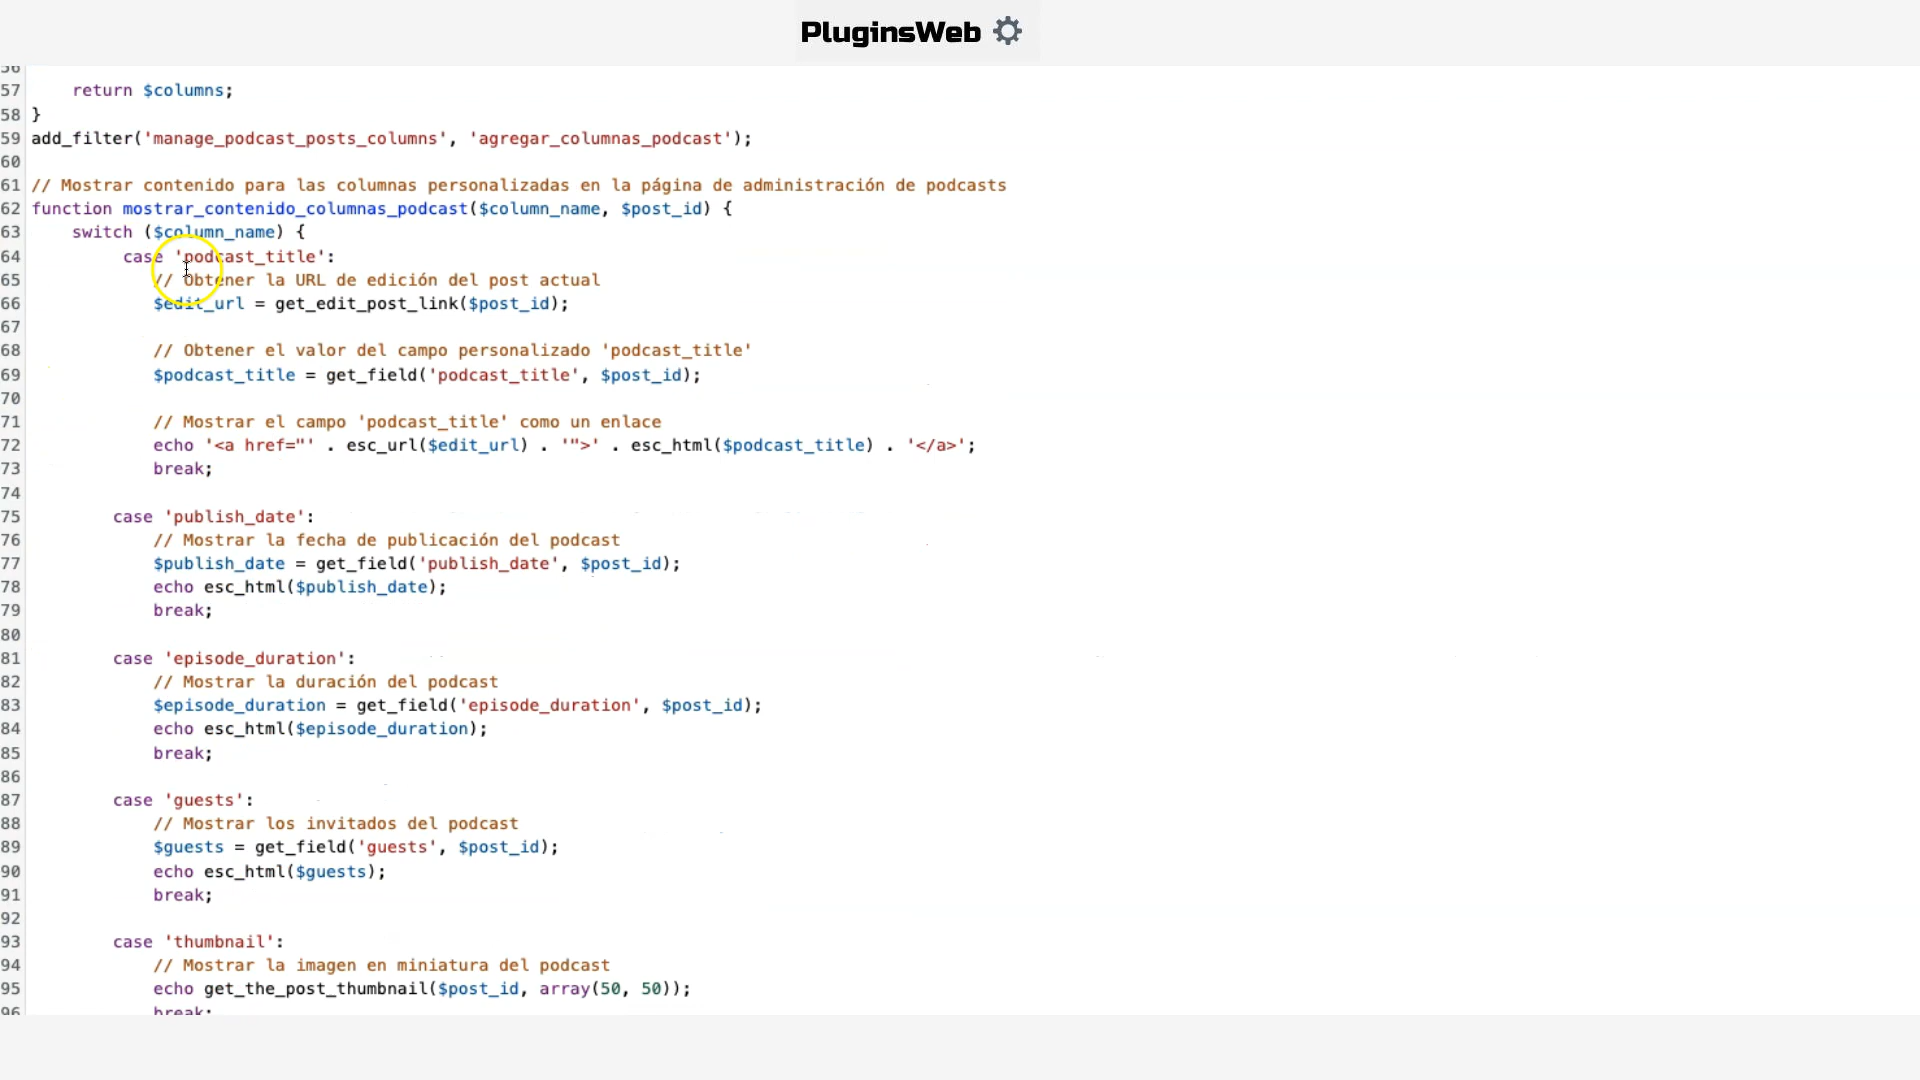 PluginsWeb
56
57 return $columns;
58 }
59 add_filter('manage_podcast_posts_columns', 'agregar_columnas_podcast');
60
61 // Mostrar contenido para las columnas personalizadas en la página de administración de podcasts
62 function mostrar_contenido_columnas_podcast($column_name, $post_id) {
63 switch ($column_name) {
64 case 'podcast_title':
65 // Obtener la URL de edición del post actual
66 $edit_url = get_edit_post_link($post_id);
67
68 // Obtener el valor del campo personalizado 'podcast_title'
69 $podcast_title = get_field('podcast_title', $post_id);
70
71 // Mostrar el campo 'podcast_title' como un enlace
72 echo '<a href="' . esc_url($edit_url) . '">' . esc_html($podcast_title) . '</a>';
73 break;
74
75 case 'publish_date':
76 // Mostrar la fecha de publicación del podcast
77 $publish_date = get_field('publish_date', $post_id);
78 echo esc_html($publish_date);
79 break;
80
81 case 'episode_duration':
82 // Mostrar la duración del podcast
83 $episode_duration = get_field('episode_duration', $post_id);
84 echo esc_html($episode_duration);
85 break;
86
87 case 'guests':
88 // Mostrar los invitados del podcast
89 $guests = get_field('guests', $post_id);
90 echo esc_html($guests);
91 break;
92
93 case 'thumbnail':
94 // Mostrar la imagen en miniatura del podcast
95 echo get_the_post_thumbnail($post_id, array(50, 50));
96 break;